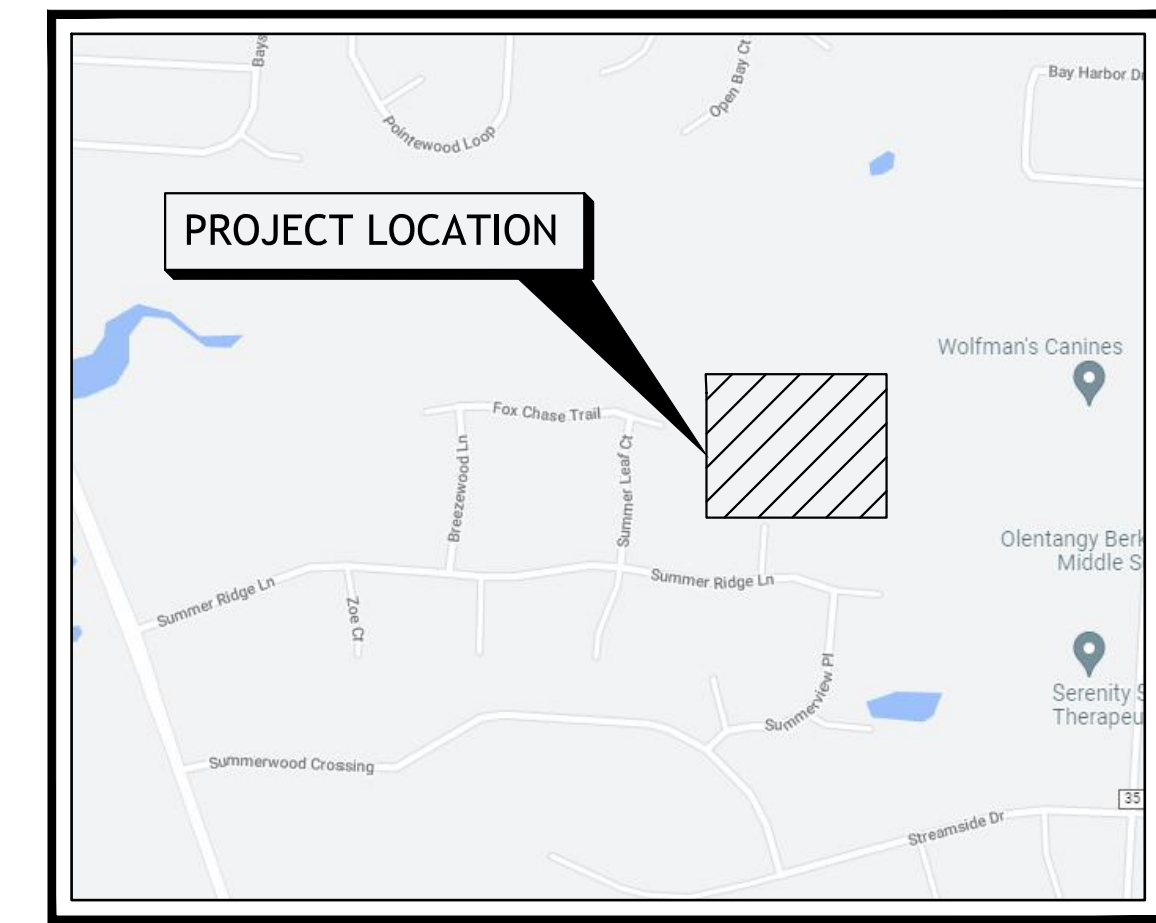 Bays
Pointewood Loop
Open Bay Ct
Bay Harbor D
PROJECT LOCATION
Wolfman's Canines
Fox Chase Trail
Breezewood Ln
Summer Leaf Ct
Olentangy Berk
Middle S
Summer Ridge Ln
Summer Ridge Ln
Zoe Ct
Summerview Pl
Serenity S
Therapeu
Summerwood Crossing
35
Streamside Dr